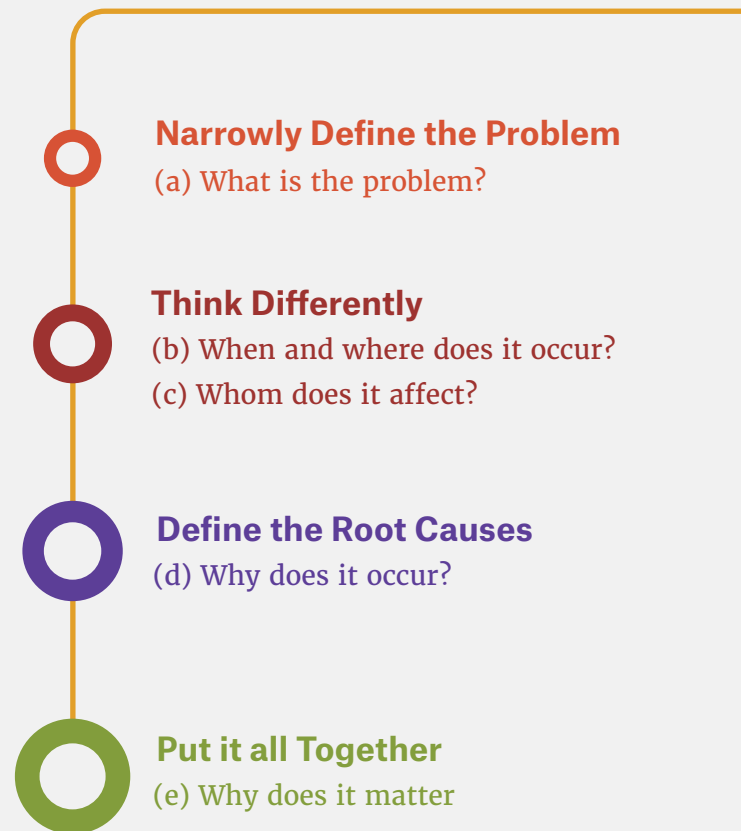 Narrowly Define the Problem
(a) What is the problem?
Think Differently
(b) When and where does it occur?
(c) Whom does it affect?
Define the Root Causes
(d) Why does it occur?
Put it all Together
(e) Why does it matter